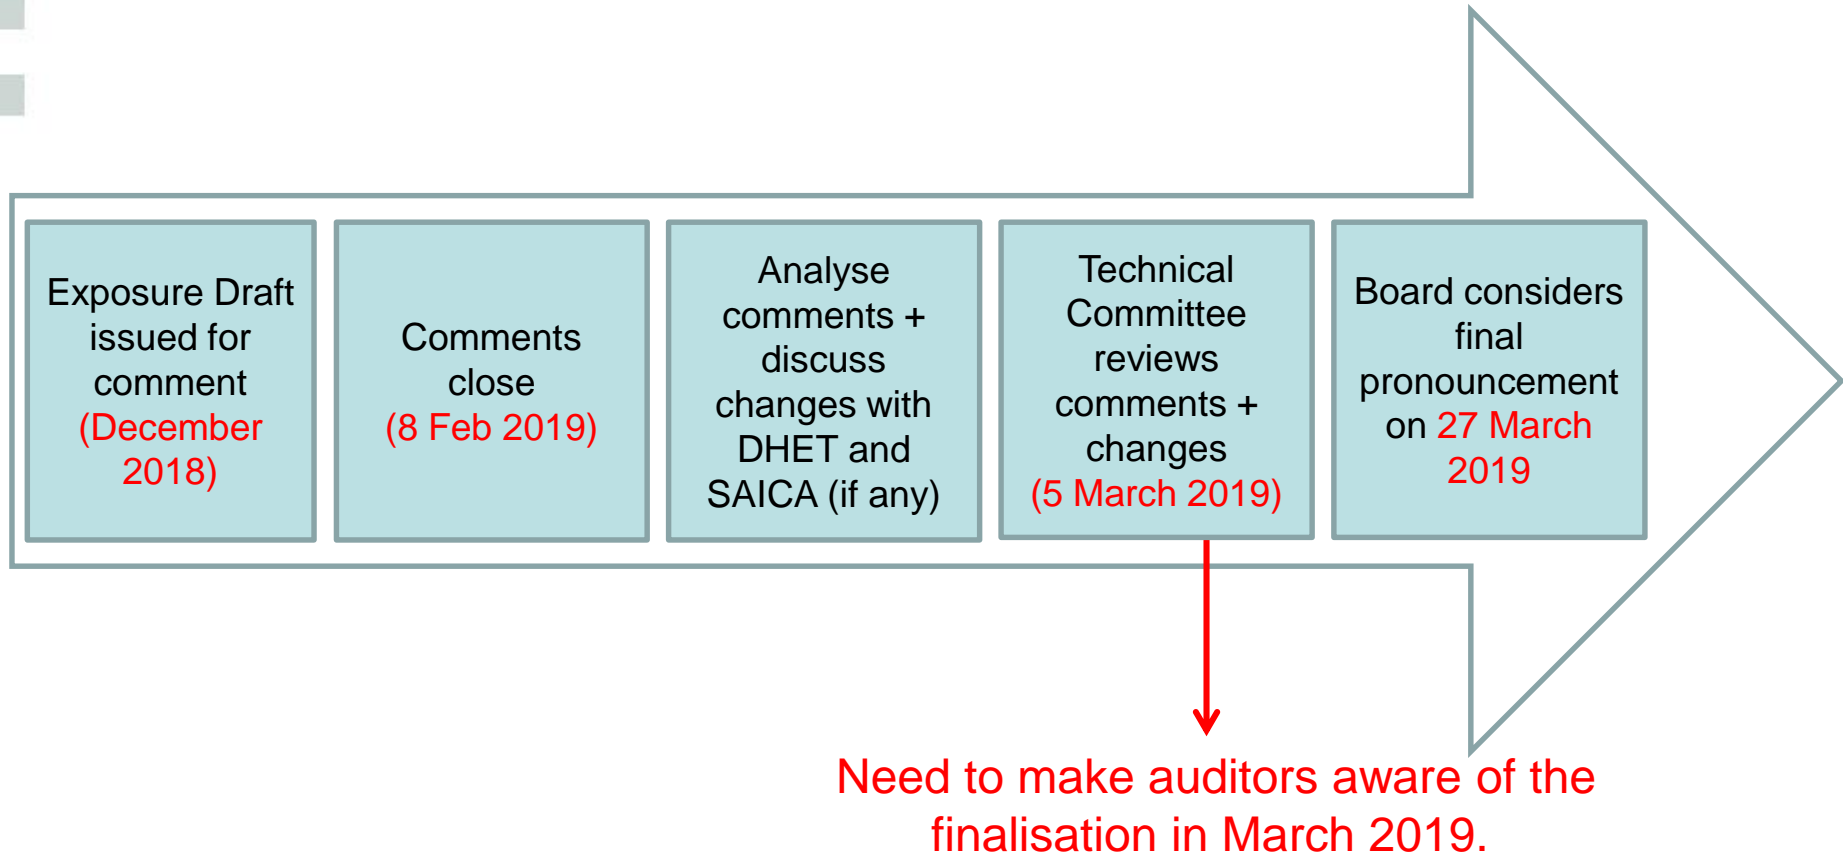 Exposure Draft
issued for
comment
(December
2018)
Comments
close
(8 Feb 2019)
Analyse
comments +
discuss
changes with
DHET and
SAICA (if any)
Technical
Committee
reviews
comments +
changes
(5 March 2019)
Board considers
final
pronouncement
on 27 March
2019
Need to make auditors aware of the
finalisation in March 2019.